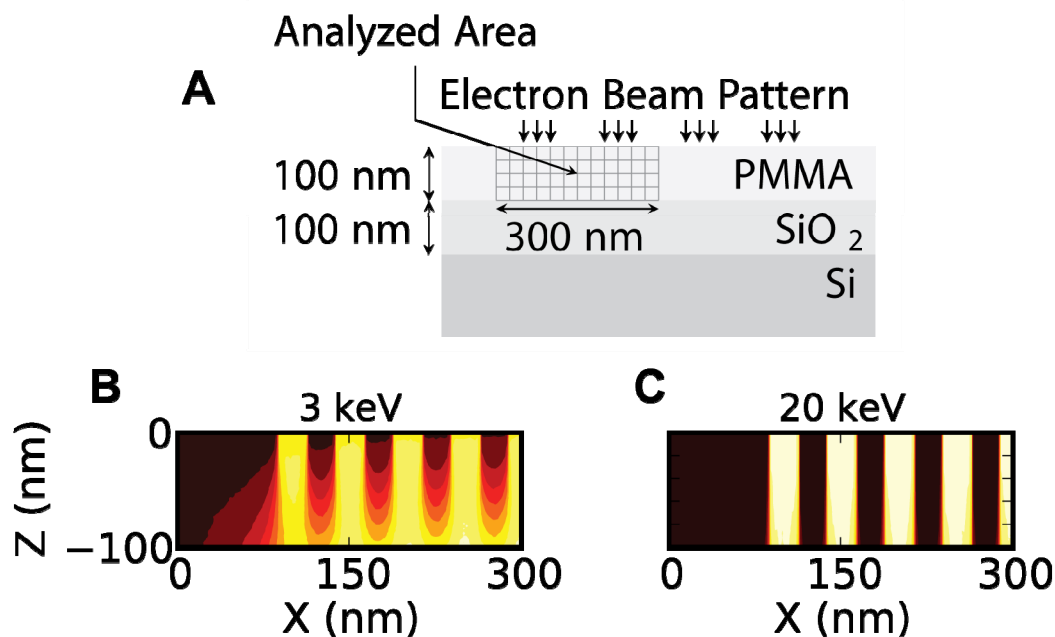 Analyzed Area
A
Electron Beam Pattern
100 nm
PMMA
100 nm
300 nm
SiO 2
Si
B
3 keV
C
20 keV
0
Z (nm)
−100
0
150
300
0
150
300
X (nm)
X (nm)